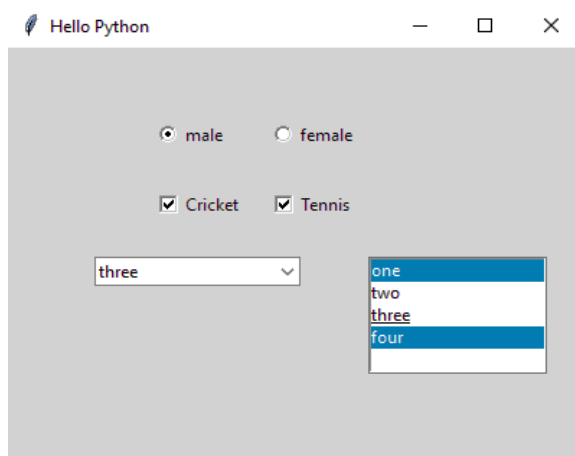 Hello Python
male female
Cricket Tennis
three
one
two
three
four